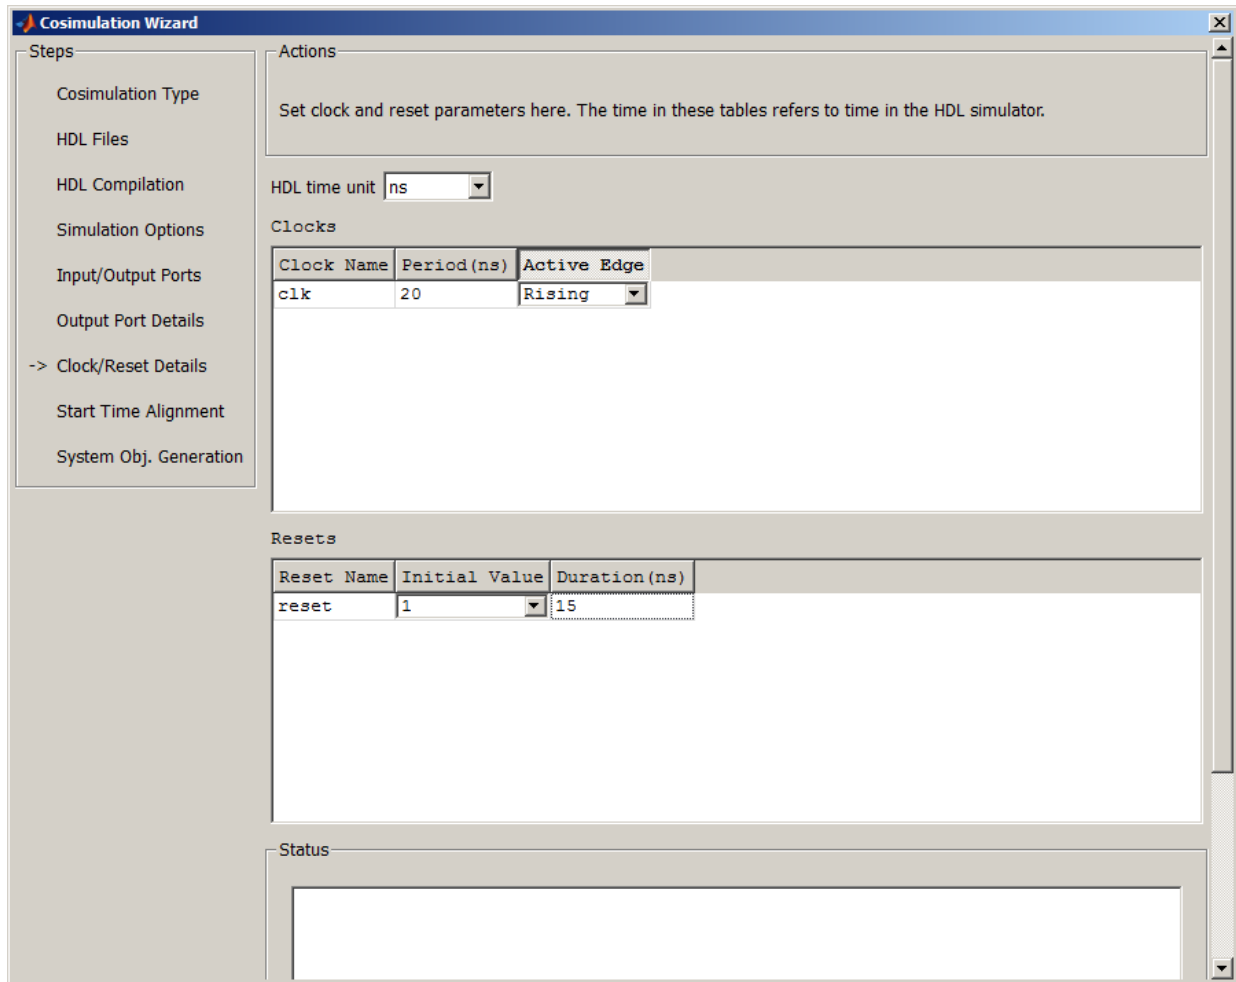 Cosimulation Wizard
Steps
Cosimulation Type
HDL Files
HDL Compilation
Simulation Options
Input/Output Ports
Output Port Details
-> Clock/Reset Details
Start Time Alignment
System Obj. Generation
Actions
Set clock and reset parameters here. The time in these tables refers to time in the HDL simulator.
HDL time unit ns
Clocks
Clock Name Period(ns) Active Edge
clk 20 Rising
Resets
Reset Name Initial Value Duration(ns)
reset 1 15
Status